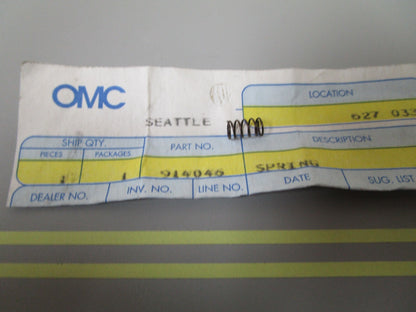 OMC
LOCATION
SEATTLE
627 033
SHIP QTY.
PIECES PACKAGES
PART NO.
DESCRIPTION
1 1 914046 SPRING
DEALER NO. INV. NO. LINE NO. DATE SUG. LIST